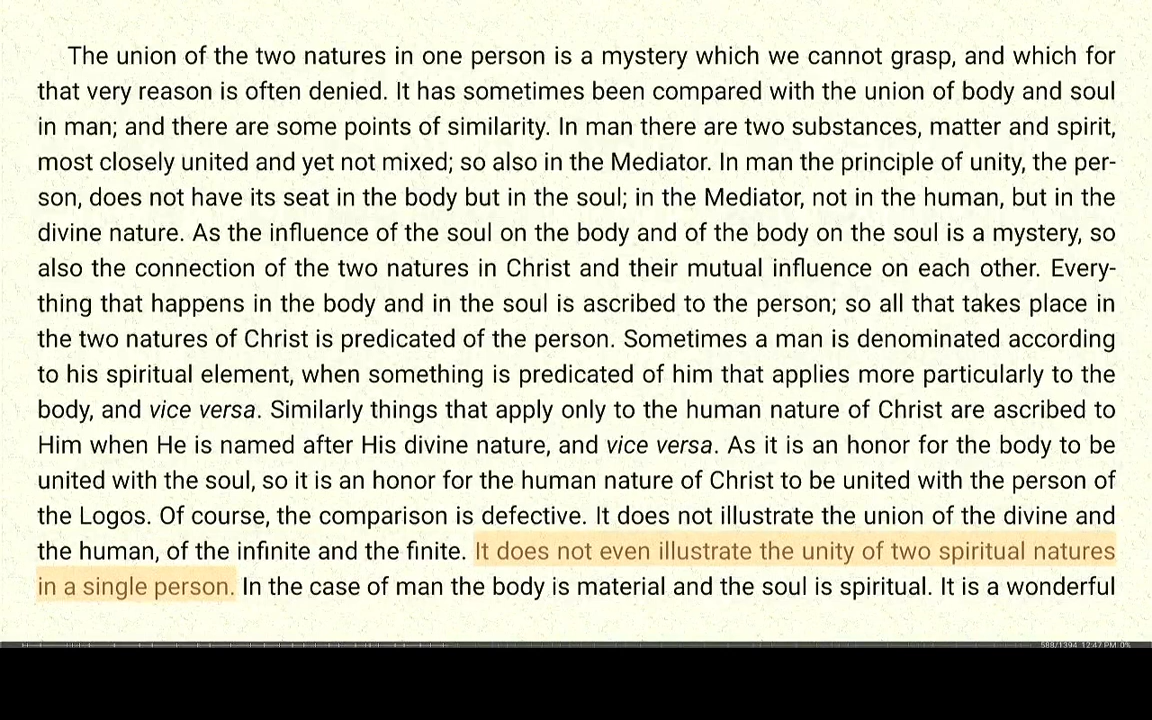 The union of the two natures in one person is a mystery which we cannot grasp, and which for
that very reason is often denied. It has sometimes been compared with the union of body and soul
in man; and there are some points of similarity. In man there are two substances, matter and spirit,
most closely united and yet not mixed; so also in the Mediator. In man the principle of unity, the per-
son, does not have its seat in the body but in the soul; in the Mediator, not in the human, but in the
divine nature. As the influence of the soul on the body and of the body on the soul is a mystery, so
also the connection of the two natures in Christ and their mutual influence on each other. Every-
thing that happens in the body and in the soul is ascribed to the person; so all that takes place in
the two natures of Christ is predicated of the person. Sometimes a man is denominated according
to his spiritual element, when something is predicated of him that applies more particularly to the
body, and vice versa. Similarly things that apply only to the human nature of Christ are ascribed to
Him when He is named after His divine nature, and vice versa. As it is an honor for the body to be
united with the soul, so it is an honor for the human nature of Christ to be united with the person of
the Logos. Of course, the comparison is defective. It does not illustrate the union of the divine and
the human, of the infinite and the finite. It does not even illustrate the unity of two spiritual natures
in a single person. In the case of man the body is material and the soul is spiritual. It is a wonderful
588/1394 12:47 PM 0%